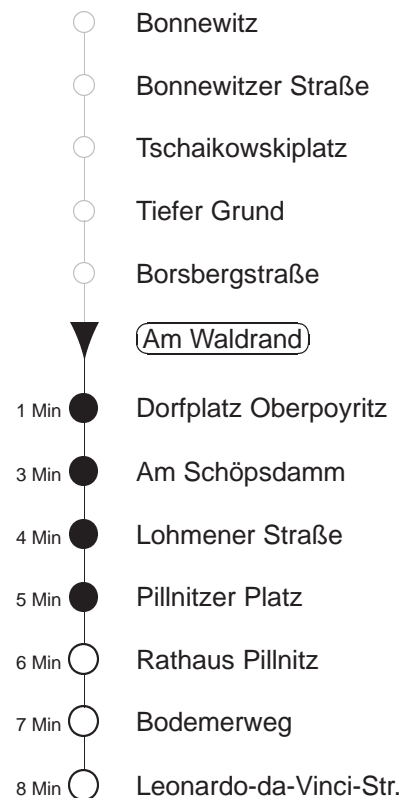 Bonnewitz
Bonnewitzer Straße
Tschaikowskiplatz
Tiefer Grund
Borsbergstraße
Am Waldrand
1 Min Dorfplatz Oberpoyritz
3 Min Am Schöpsdamm
4 Min Lohmener Straße
5 Min Pillnitzer Platz
6 Min Rathaus Pillnitz
7 Min Bodemerweg
8 Min Leonardo-da-Vinci-Str.